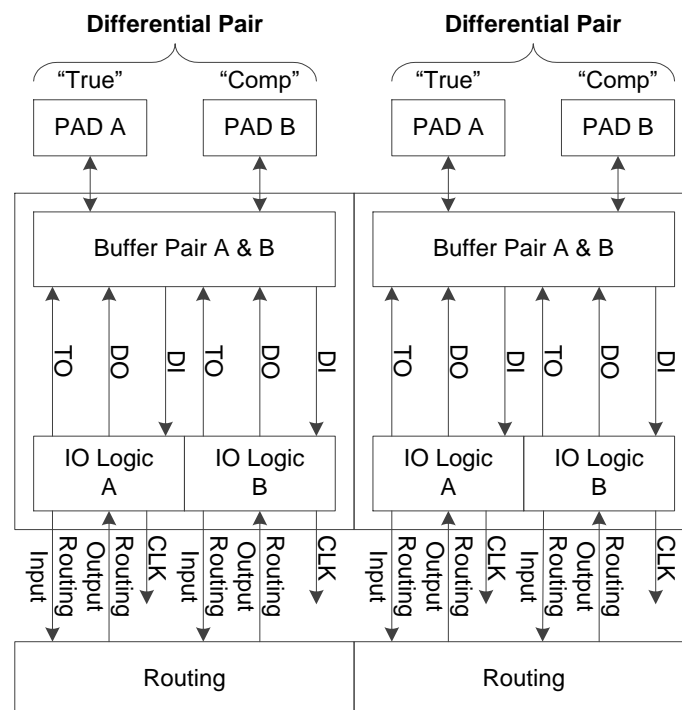 Differential Pair Differential Pair
"True" "Comp" "True" "Comp"
PAD A PAD B PAD A PAD B
Buffer Pair A & B Buffer Pair A & B
TO DO DI TO DO DI TO DO DI TO DO DI
IO Logic A IO Logic B IO Logic A IO Logic B
Routing Input Routing Output CLK Routing Input Routing Output CLK Routing Input Routing Output CLK Routing Input Routing Output CLK
Routing Routing